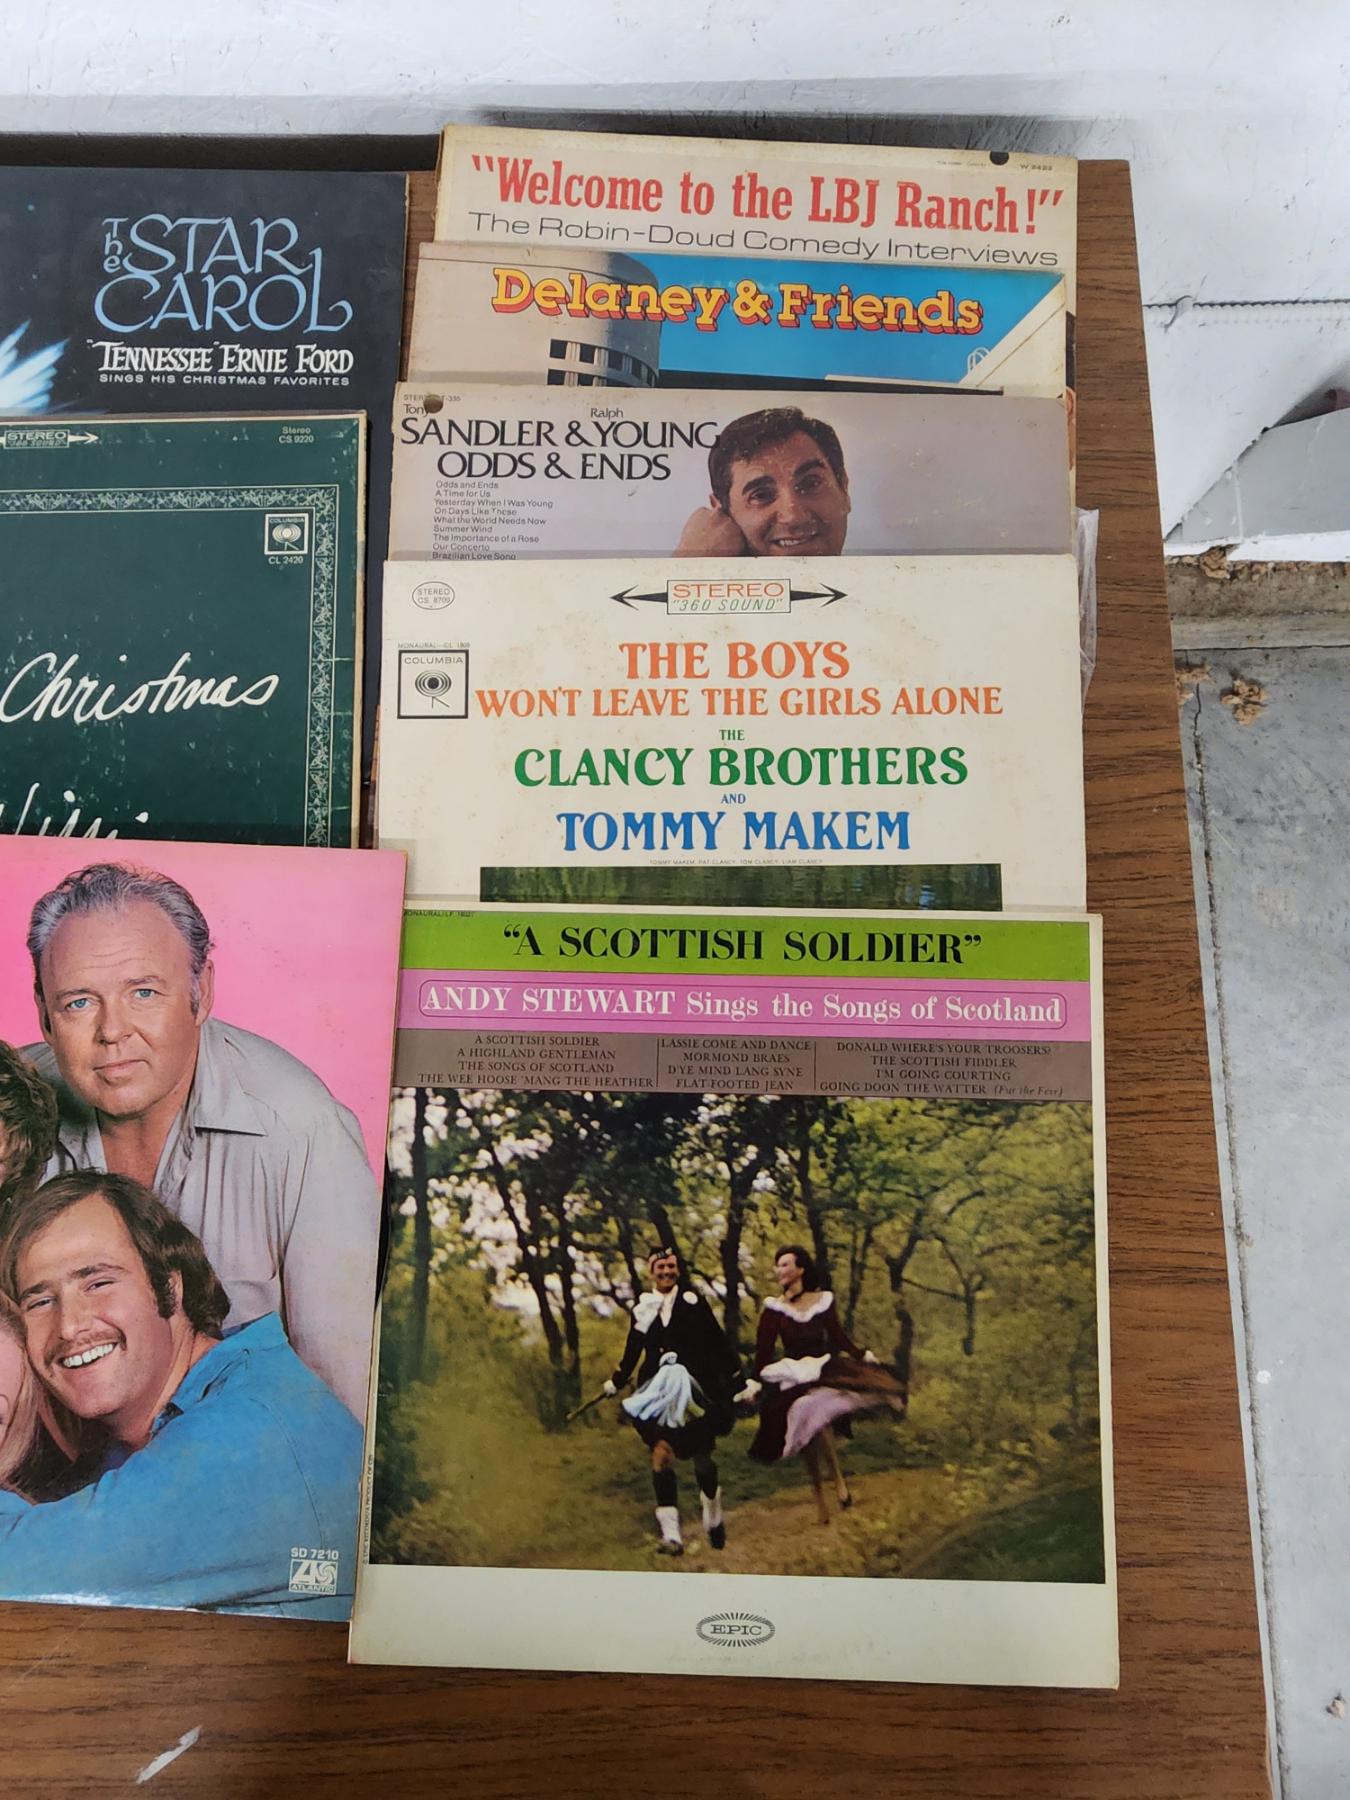 The
STAR
CAROL
"TENNESSEE" ERNIE FORD
SINGS HIS CHRISTMAS FAVORITES
STEREO
"360 SOUND"
Stereo
CS 9220
COLUMBIA
CL 2420
Christmas
SD 7210
ATLANTIC
W 2423
"Welcome to the LBJ Ranch!"
The Robin-Doud Comedy Interviews
Delaney & Friends
Tony Ralph
SANDLER & YOUNG
ODDS & ENDS
Odds and Ends
A Time for Us
Yesterday When I Was Young
On Days Like These
What the World Needs Now
Summer Wind
The Importance of a Rose
Our Concerto
Brazilian Love Song
STEREO
CS 8709
STEREO
"360 SOUND"
MONAURAL-CL 1909
COLUMBIA
THE BOYS
WON'T LEAVE THE GIRLS ALONE
THE
CLANCY BROTHERS
AND
TOMMY MAKEM
TOMMY MAKEM, PAT CLANCY, TOM CLANCY, LIAM CLANCY
"A SCOTTISH SOLDIER"
ANDY STEWART Sings the Songs of Scotland
A SCOTTISH SOLDIER
A HIGHLAND GENTLEMAN
THE SONGS OF SCOTLAND
THE WEE HOOSE 'MANG THE HEATHER
LASSIE COME AND DANCE
MORMOND BRAES
D'YE MIND LANG SYNE
FLAT-FOOTED JEAN
DONALD WHERE'S YOUR TROOSERS?
THE SCOTTISH FIDDLER
I'M GOING COURTING
GOING DOON THE WATTER (Fur the Fair)
EPIC